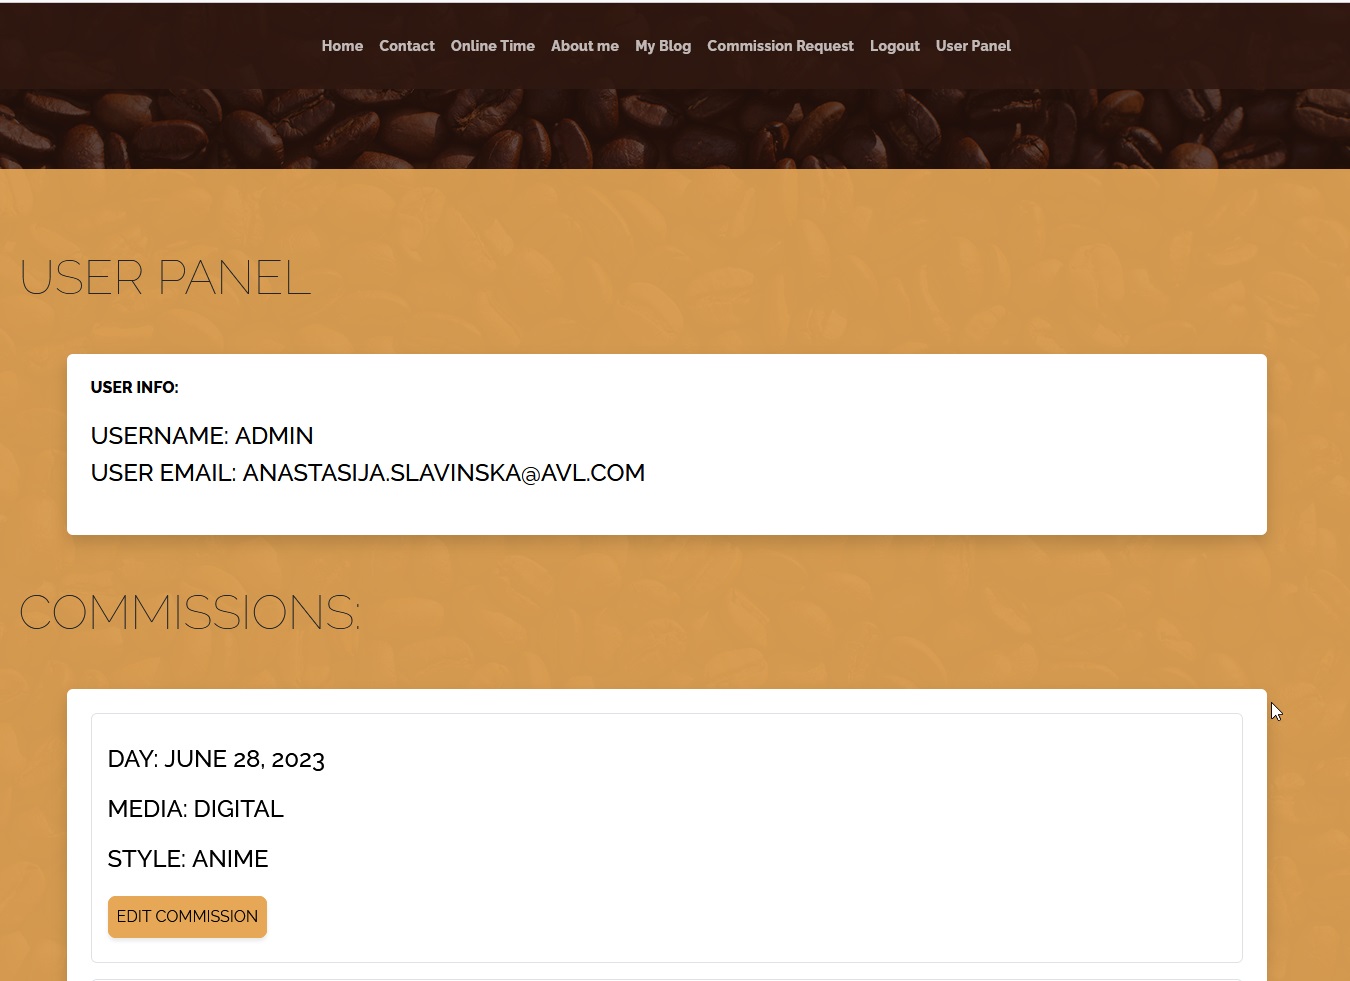 Home Contact Online Time About me My Blog Commission Request Logout User Panel
USER PANEL
USER INFO:
USERNAME: ADMIN
USER EMAIL: ANASTASIJA.SLAVINSKA@AVL.COM
COMMISSIONS:
DAY: JUNE 28, 2023
MEDIA: DIGITAL
STYLE: ANIME
EDIT COMMISSION